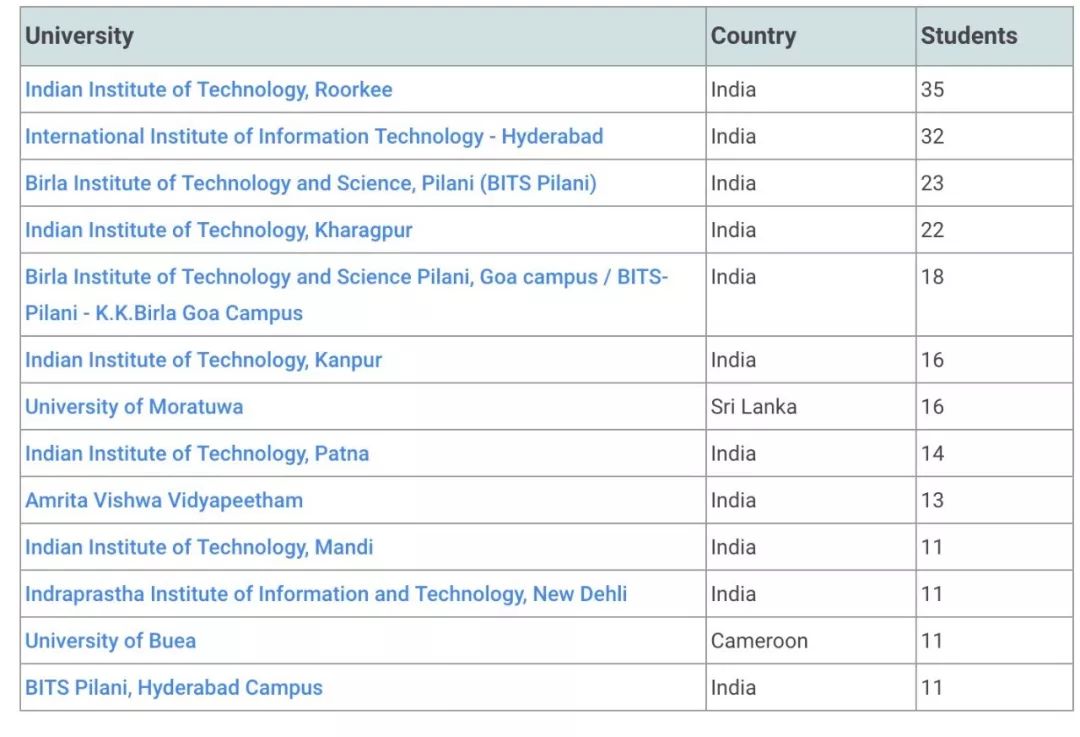 University Country Students
Indian Institute of Technology, Roorkee India 35
International Institute of Information Technology - Hyderabad India 32
Birla Institute of Technology and Science, Pilani (BITS Pilani) India 23
Indian Institute of Technology, Kharagpur India 22
Birla Institute of Technology and Science Pilani, Goa campus / BITS- India 18
Pilani - K.K.Birla Goa Campus
Indian Institute of Technology, Kanpur India 16
University of Moratuwa Sri Lanka 16
Indian Institute of Technology, Patna India 14
Amrita Vishwa Vidyapeetham India 13
Indian Institute of Technology, Mandi India 11
Indraprastha Institute of Information and Technology, New Dehli India 11
University of Buea Cameroon 11
BITS Pilani, Hyderabad Campus India 11